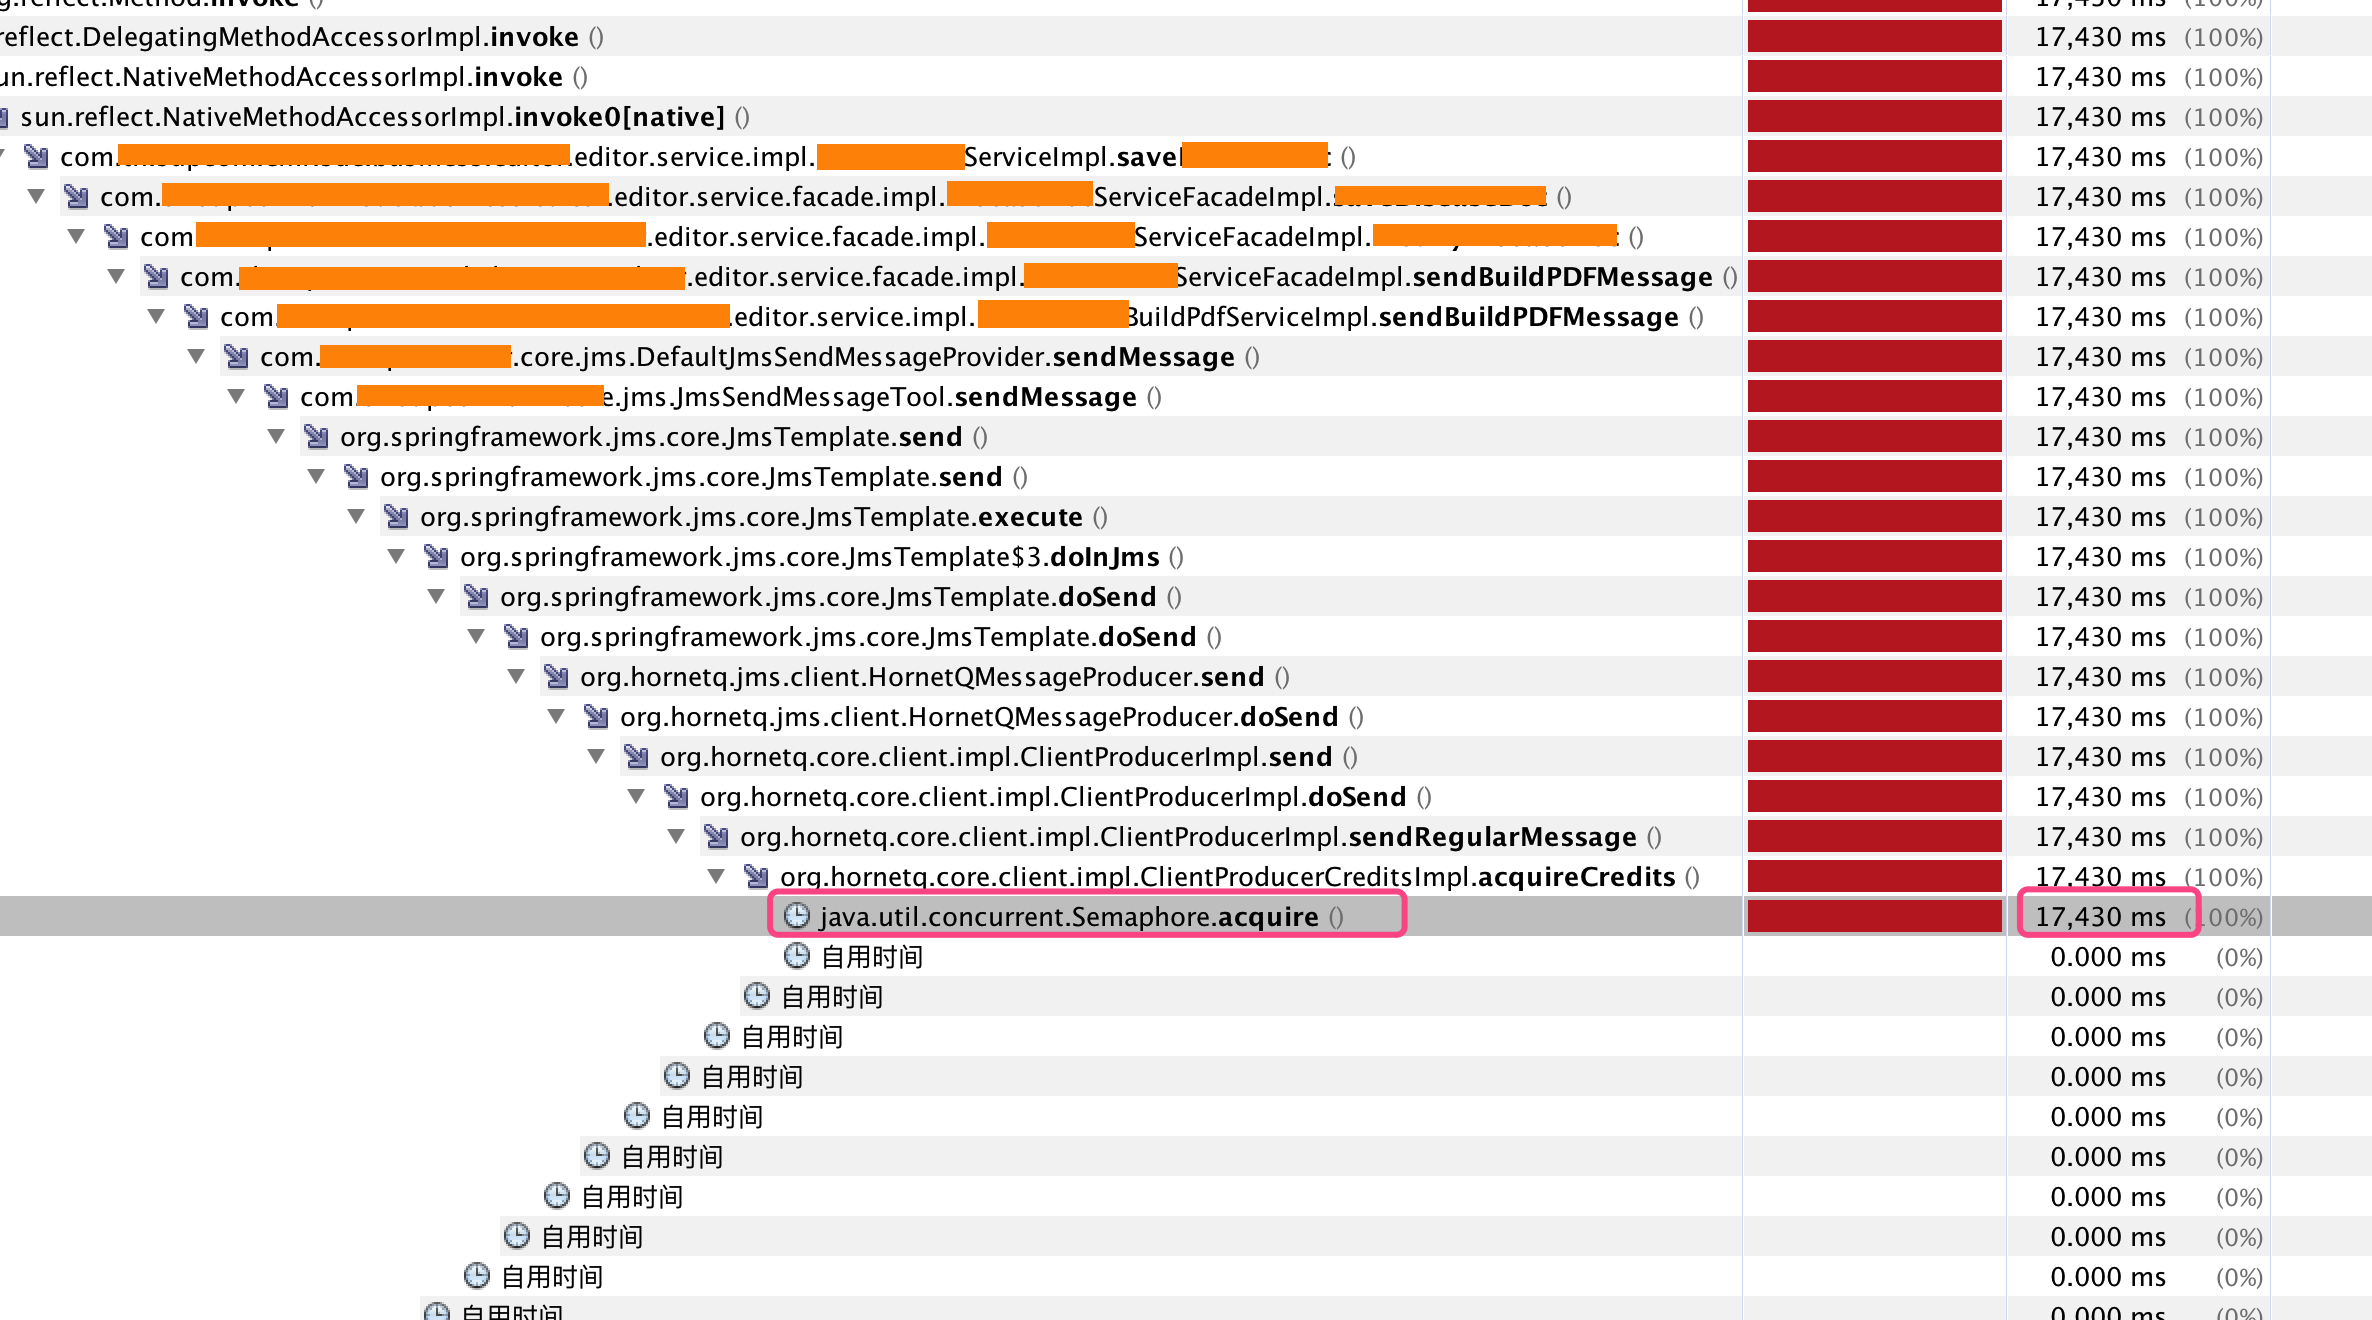 g.reflect.Method.invoke () 17,430 ms (100%)
reflect.DelegatingMethodAccessorImpl.invoke () 17,430 ms (100%)
un.reflect.NativeMethodAccessorImpl.invoke () 17,430 ms (100%)
sun.reflect.NativeMethodAccessorImpl.invoke0[native] () 17,430 ms (100%)
com. .editor.service.impl. ServiceImpl.save () 17,430 ms (100%)
com. .editor.service.facade.impl. ServiceFacadeImpl. () 17,430 ms (100%)
com .editor.service.facade.impl. ServiceFacadeImpl. () 17,430 ms (100%)
com. .editor.service.facade.impl. ServiceFacadeImpl.sendBuildPDFMessage () 17,430 ms (100%)
com. .editor.service.impl. BuildPdfServiceImpl.sendBuildPDFMessage () 17,430 ms (100%)
com. .core.jms.DefaultJmsSendMessageProvider.sendMessage () 17,430 ms (100%)
com. e.jms.JmsSendMessageTool.sendMessage () 17,430 ms (100%)
org.springframework.jms.core.JmsTemplate.send () 17,430 ms (100%)
org.springframework.jms.core.JmsTemplate.send () 17,430 ms (100%)
org.springframework.jms.core.JmsTemplate.execute () 17,430 ms (100%)
org.springframework.jms.core.JmsTemplate$3.doInJms () 17,430 ms (100%)
org.springframework.jms.core.JmsTemplate.doSend () 17,430 ms (100%)
org.springframework.jms.core.JmsTemplate.doSend () 17,430 ms (100%)
org.hornetq.jms.client.HornetQMessageProducer.send () 17,430 ms (100%)
org.hornetq.jms.client.HornetQMessageProducer.doSend () 17,430 ms (100%)
org.hornetq.core.client.impl.ClientProducerImpl.send () 17,430 ms (100%)
org.hornetq.core.client.impl.ClientProducerImpl.doSend () 17,430 ms (100%)
org.hornetq.core.client.impl.ClientProducerImpl.sendRegularMessage () 17,430 ms (100%)
org.hornetq.core.client.impl.ClientProducerCreditsImpl.acquireCredits () 17,430 ms (100%)
java.util.concurrent.Semaphore.acquire () 17,430 ms (100%)
自用时间 0.000 ms (0%)
自用时间 0.000 ms (0%)
自用时间 0.000 ms (0%)
自用时间 0.000 ms (0%)
自用时间 0.000 ms (0%)
自用时间 0.000 ms (0%)
自用时间 0.000 ms (0%)
自用时间 0.000 ms (0%)
自用时间 0.000 ms (0%)
自用时间 0.000 ms (0%)